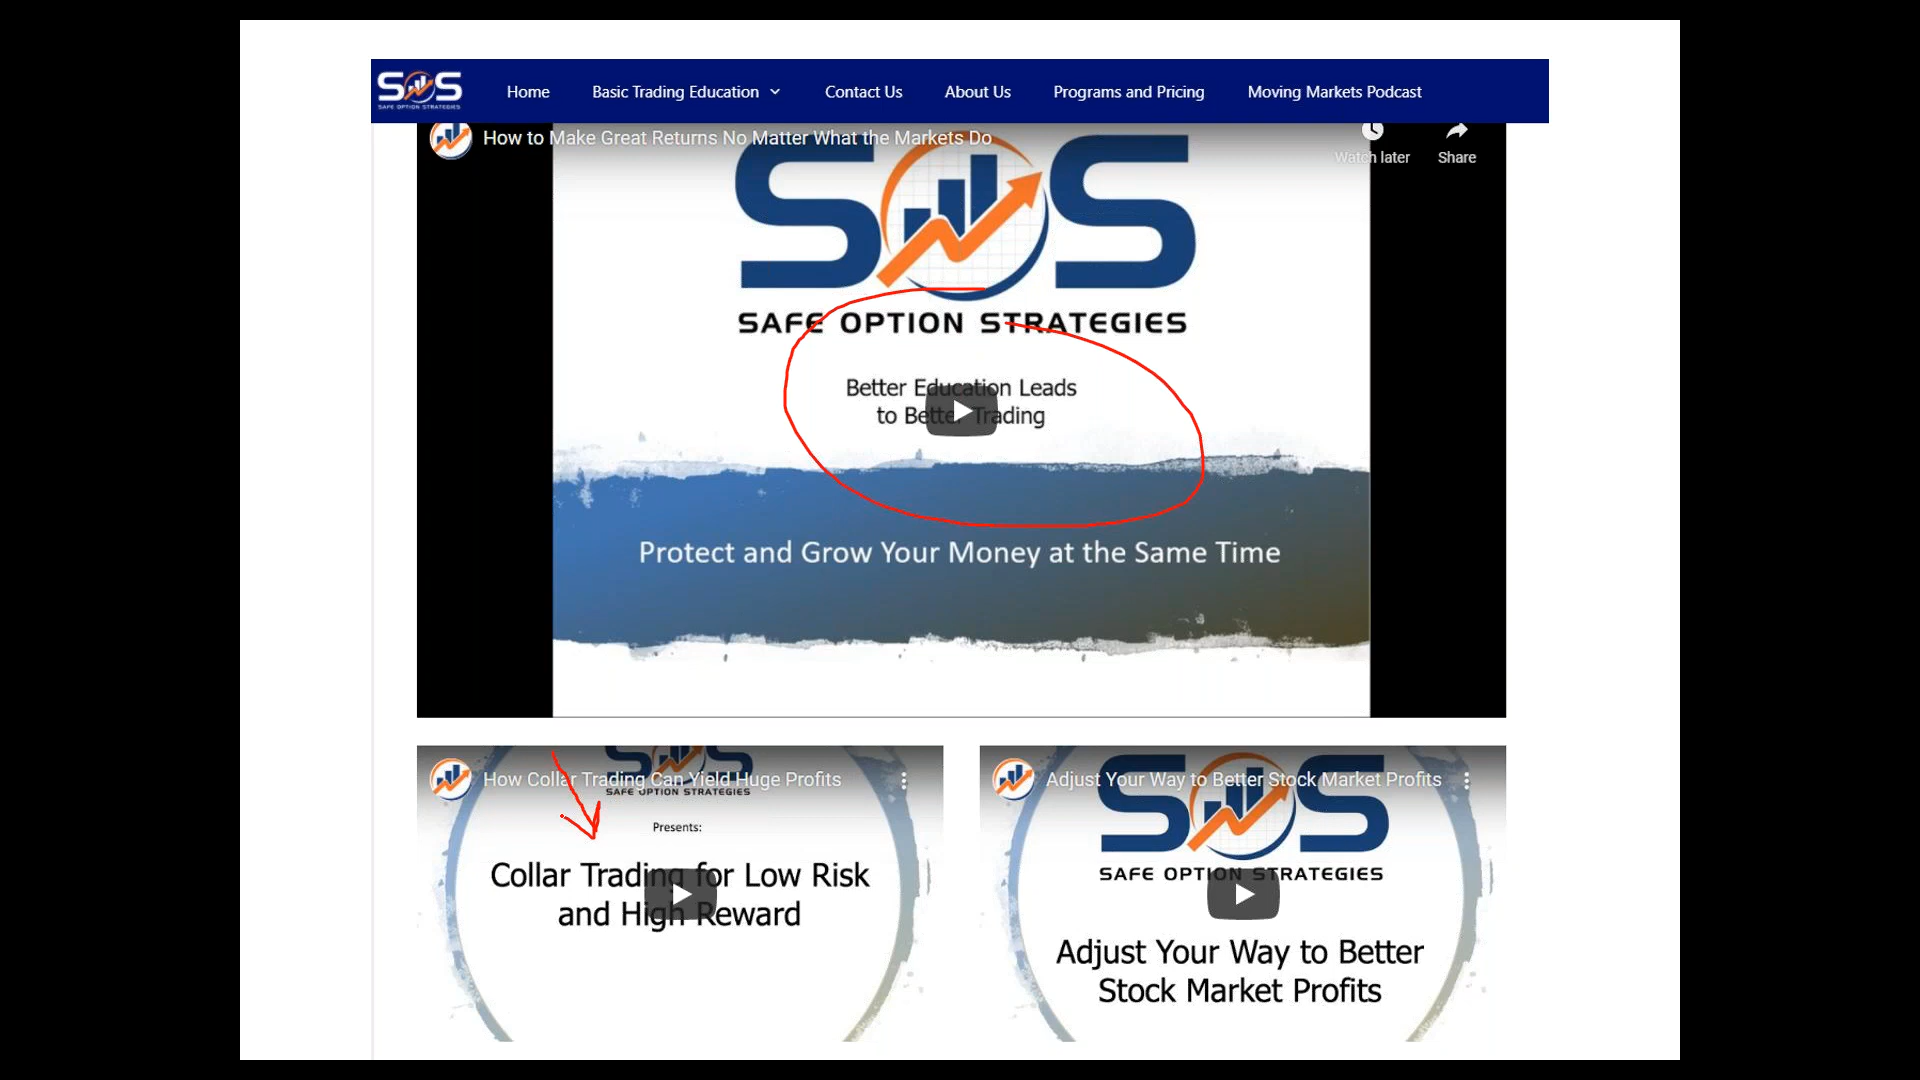 SOS
SAFE OPTION STRATEGIES
Home
Basic Trading Education
Contact Us
About Us
Programs and Pricing
Moving Markets Podcast
How to Make Great Returns No Matter What the Markets Do
Watch later
Share
SOS
SAFE OPTION STRATEGIES
Better Education Leads
to Better Trading
Protect and Grow Your Money at the Same Time
How Collar Trading Can Yield Huge Profits
SOS
SAFE OPTION STRATEGIES
Presents:
Collar Trading for Low Risk
and High Reward
Adjust Your Way to Better Stock Market Profits
SOS
SAFE OPTION STRATEGIES
Adjust Your Way to Better
Stock Market Profits